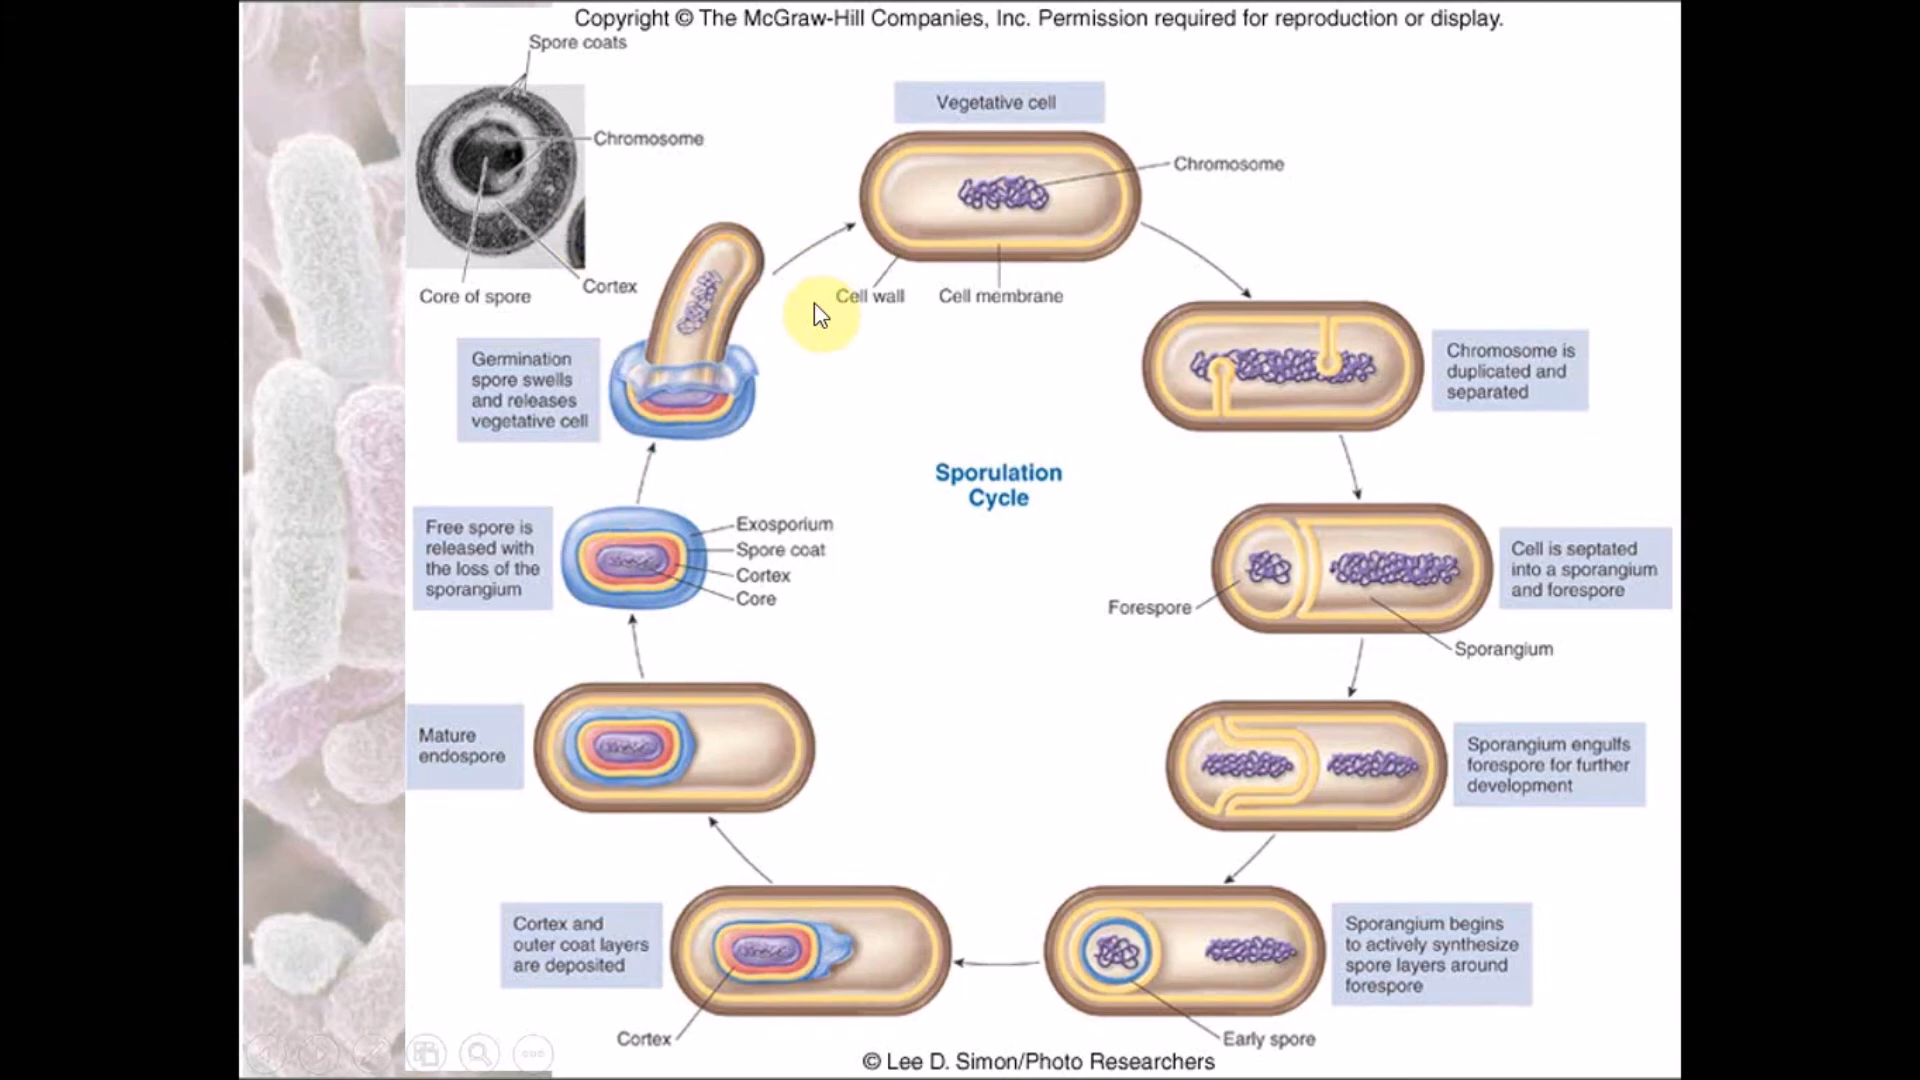 Copyright © The McGraw-Hill Companies, Inc. Permission required for reproduction or display.
Spore coats
Chromosome
Core of spore
Cortex
Vegetative cell
Chromosome
Cell wall
Cell membrane
Chromosome is
duplicated and
separated
Cell is septated
into a sporangium
and forespore
Forespore
Sporangium
Sporangium engulfs
forespore for further
development
Sporangium begins
to actively synthesize
spore layers around
forespore
Early spore
Cortex and
outer coat layers
are deposited
Cortex
Mature
endospore
Free spore is
released with
the loss of the
sporangium
Exosporium
Spore coat
Cortex
Core
Germination
spore swells
and releases
vegetative cell
Sporulation
Cycle
© Lee D. Simon/Photo Researchers